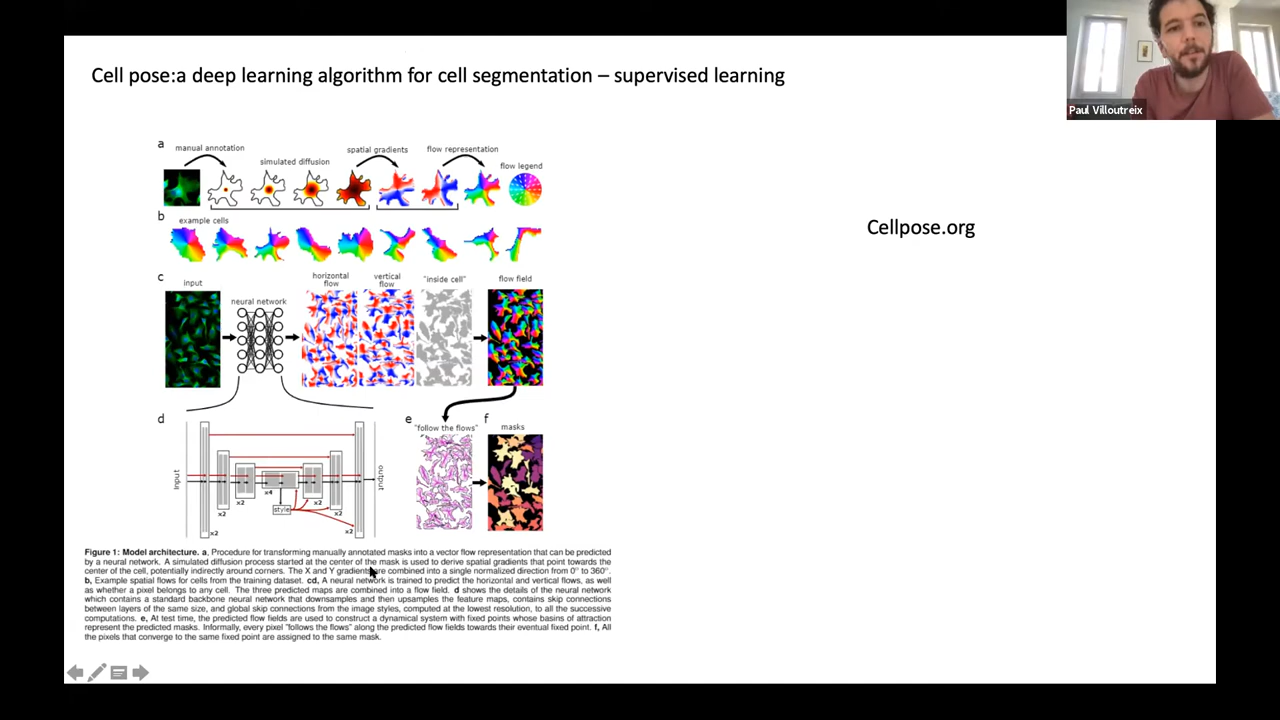 Cell pose:a deep learning algorithm for cell segmentation – supervised learning
Paul Villoutreix
Cellpose.org
a
manual annotation
simulated diffusion
spatial gradients
flow representation
flow legend
b
example cells
c
input
neural network
horizontal
flow
vertical
flow
"inside cell"
flow field
d
input
output
x2
x2
x2
x4
style
x2
x2
x2
e
"follow the flows"
f
masks
Figure 1: Model architecture. a, Procedure for transforming manually annotated masks into a vector flow representation that can be predicted
by a neural network. A simulated diffusion process started at the center of the mask is used to derive spatial gradients that point towards the
center of the cell, potentially indirectly around corners. The X and Y gradients are combined into a single normalized direction from 0° to 360°.
b, Example spatial flows for cells from the training dataset. cd, A neural network is trained to predict the horizontal and vertical flows, as well
as whether a pixel belongs to any cell. The three predicted maps are combined into a flow field. d shows the details of the neural network
which contains a standard backbone neural network that downsamples and then upsamples the feature maps, contains skip connections
between layers of the same size, and global skip connections from the image styles, computed at the lowest resolution, to all the successive
computations. e, At test time, the predicted flow fields are used to construct a dynamical system with fixed points whose basins of attraction
represent the predicted masks. Informally, every pixel "follows the flows" along the predicted flow fields towards their eventual fixed point. f, All
the pixels that converge to the same fixed point are assigned to the same mask.